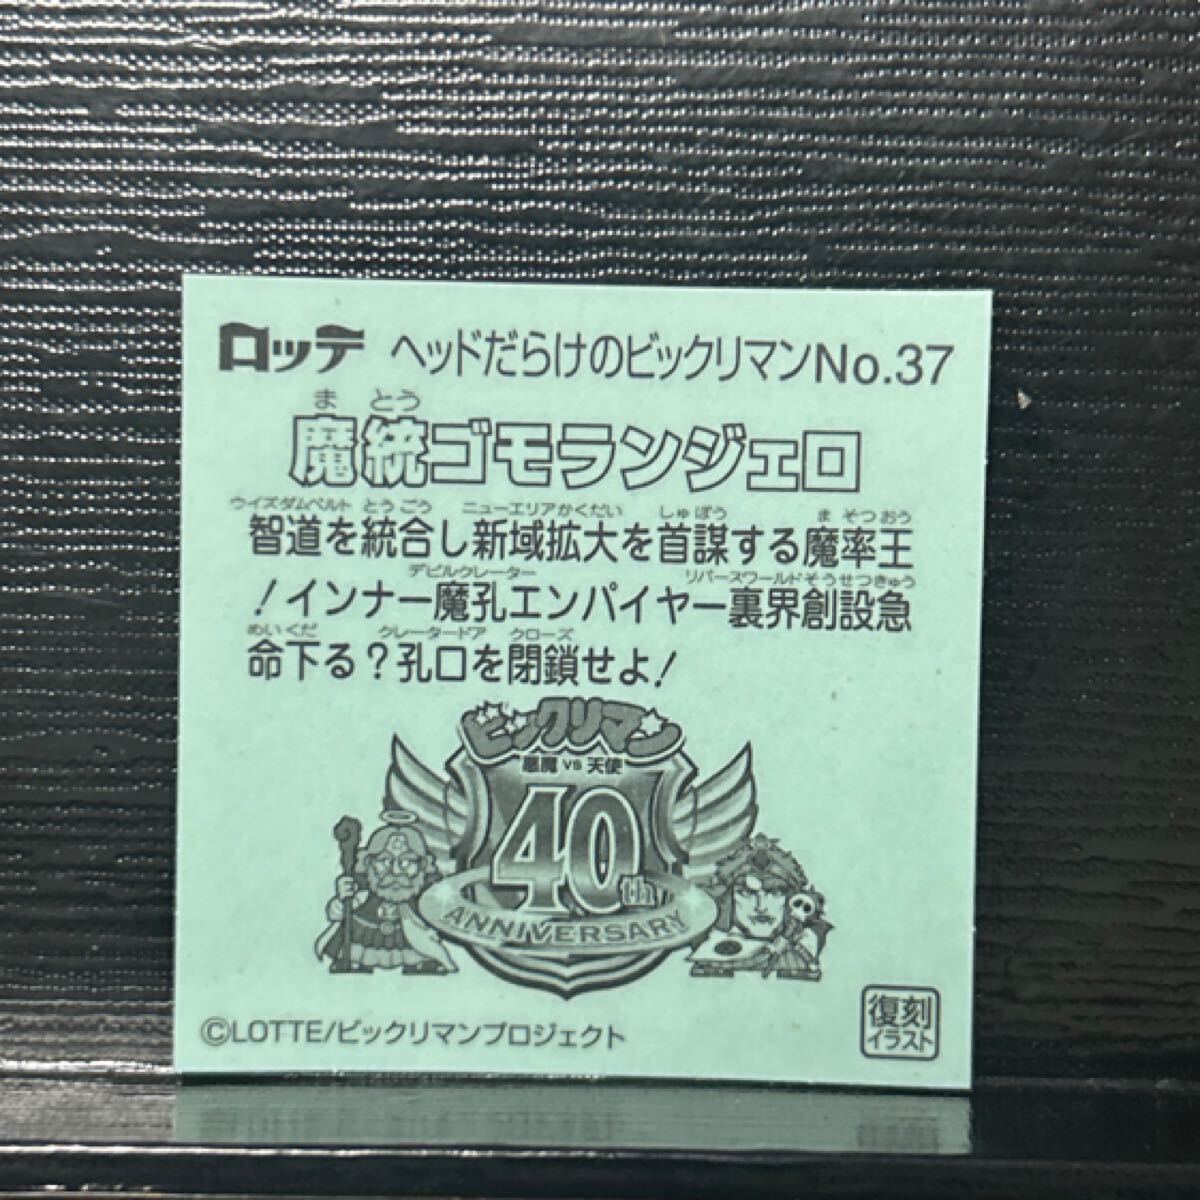 ロッテ ヘッドだらけのビックリマンNo.37
ま とう
魔統ゴモランジェロ
ウイズダムベルト とうごう ニューエリアかくだい しゅぼう ま そつおう
智道を統合し新域拡大を首謀する魔率王
デビルクレーター リバースワールドそうせつきゅう
！インナー魔孔エンパイヤー裏界創設急
めいくだ クレータードア クローズ
命下る？孔口を閉鎖せよ！
ビックリマン
悪魔 VS 天使
40th
ANNIVERSARY
©LOTTE/ビックリマンプロジェクト
復刻
イラスト